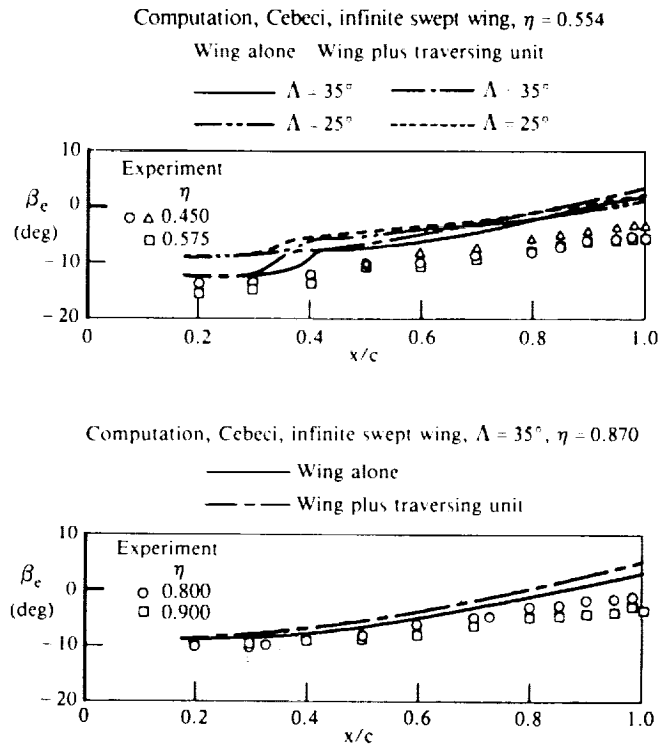 Computation, Cebeci, infinite swept wing, η = 0.554
Wing alone Wing plus traversing unit
Λ = 35° Λ = 35°
Λ = 25° Λ = 25°
10
0
-10
-20
βe
(deg)
Experiment
η
0.450
0.575
0 0.2 0.4 0.6 0.8 1.0
x/c
Computation, Cebeci, infinite swept wing, Λ = 35°, η = 0.870
Wing alone
Wing plus traversing unit
10
0
-10
-20
βe
(deg)
Experiment
η
0.800
0.900
0 0.2 0.4 0.6 0.8 1.0
x/c